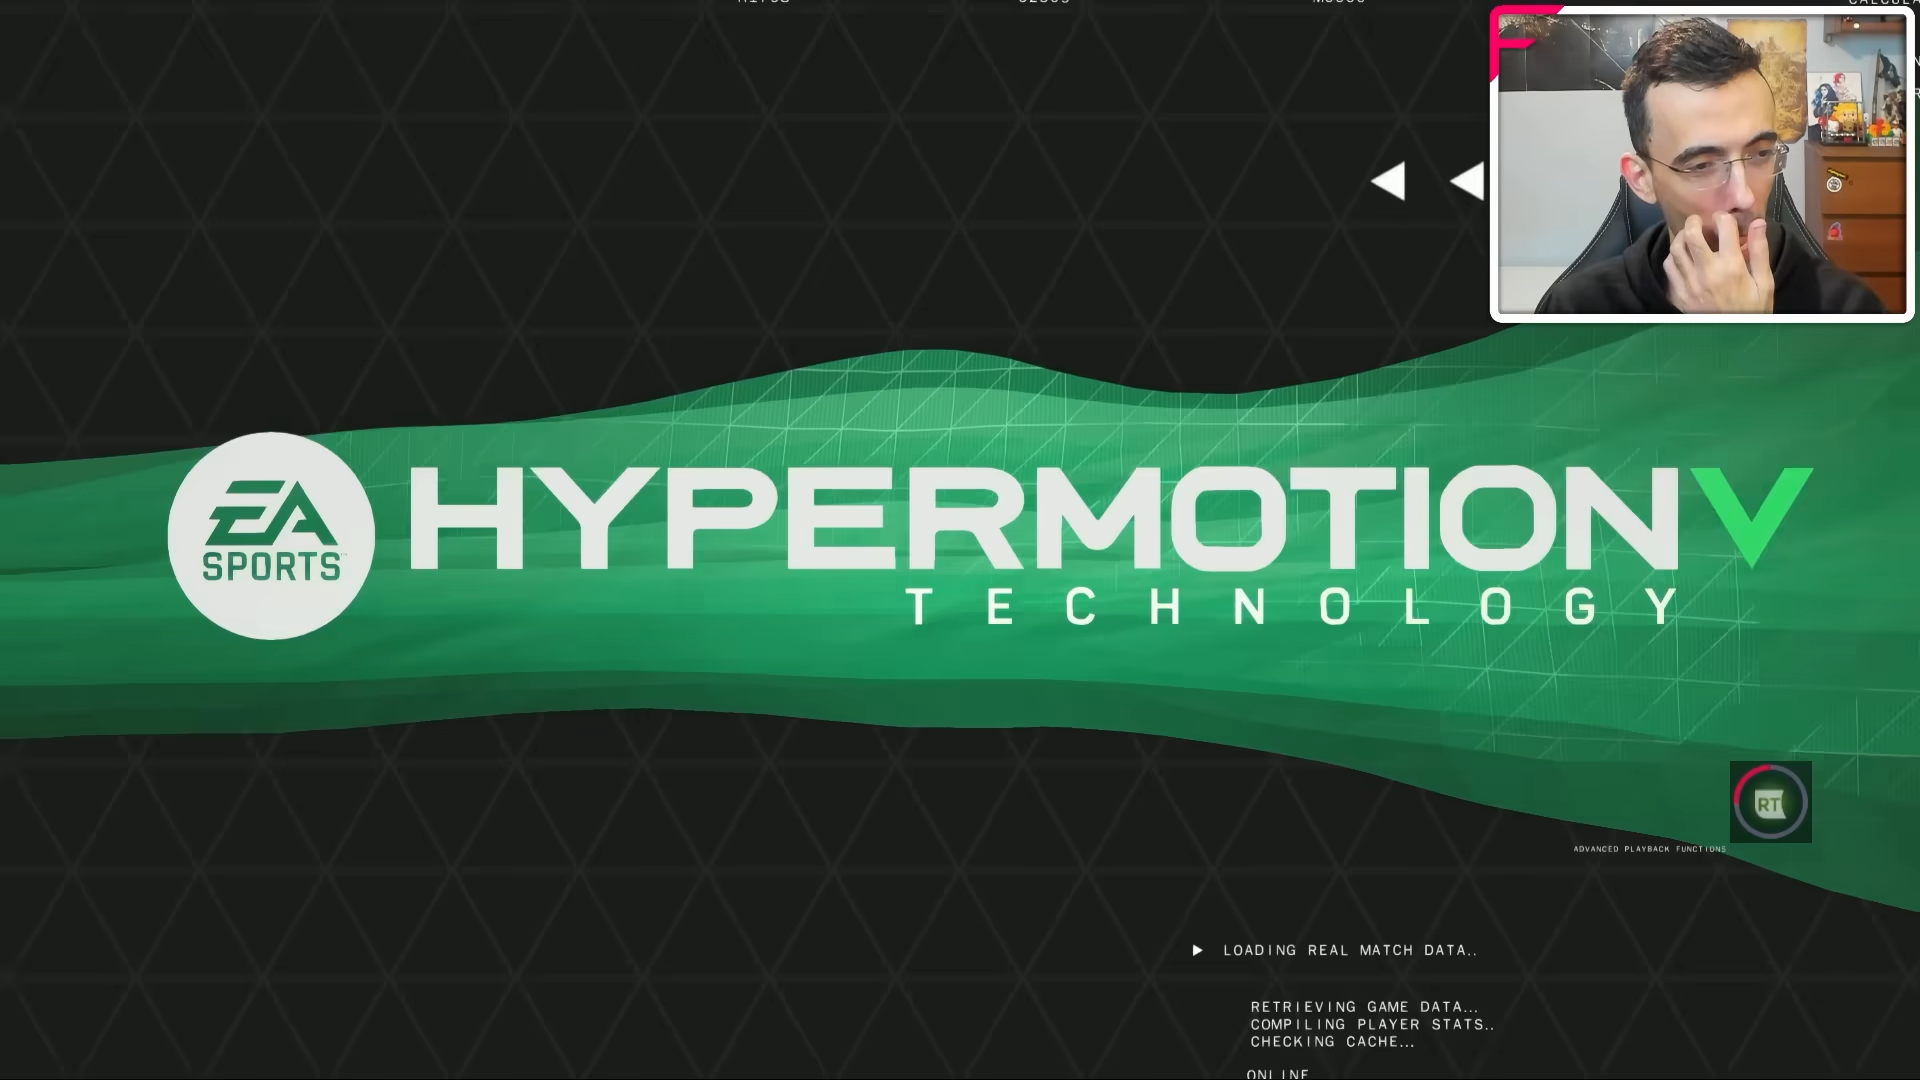 EA
SPORTS
HYPERMOTIONV
TECHNOLOGY
RT
ADVANCED PLAYBACK FUNCTIONS
LOADING REAL MATCH DATA..
RETRIEVING GAME DATA...
COMPILING PLAYER STATS..
CHECKING CACHE...
ONLINE